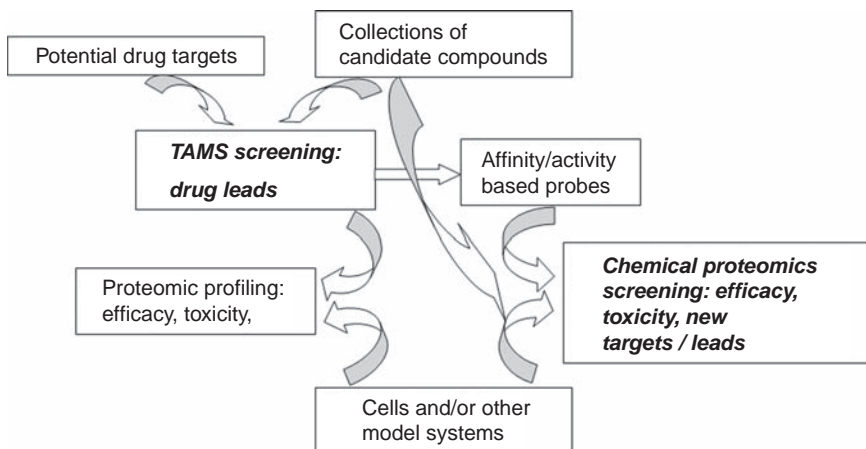 Potential drug targets
Collections of
candidate compounds
TAMS screening:
drug leads
Affinity/activity
based probes
Proteomic profiling:
efficacy, toxicity,
Chemical proteomics
screening: efficacy,
toxicity, new
targets / leads
Cells and/or other
model systems